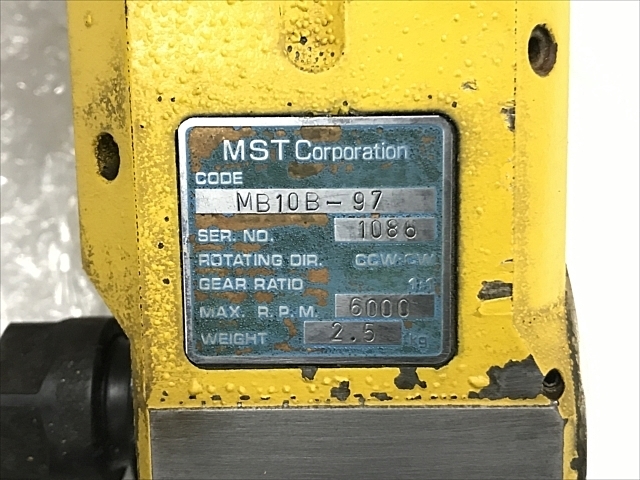 MST Corporation
CODE
MB10B-97
SER. NO. 1086
ROTATING DIR. CCW-CW
GEAR RATIO 1:1
MAX. R.P.M. 6000
WEIGHT 2.5 kg